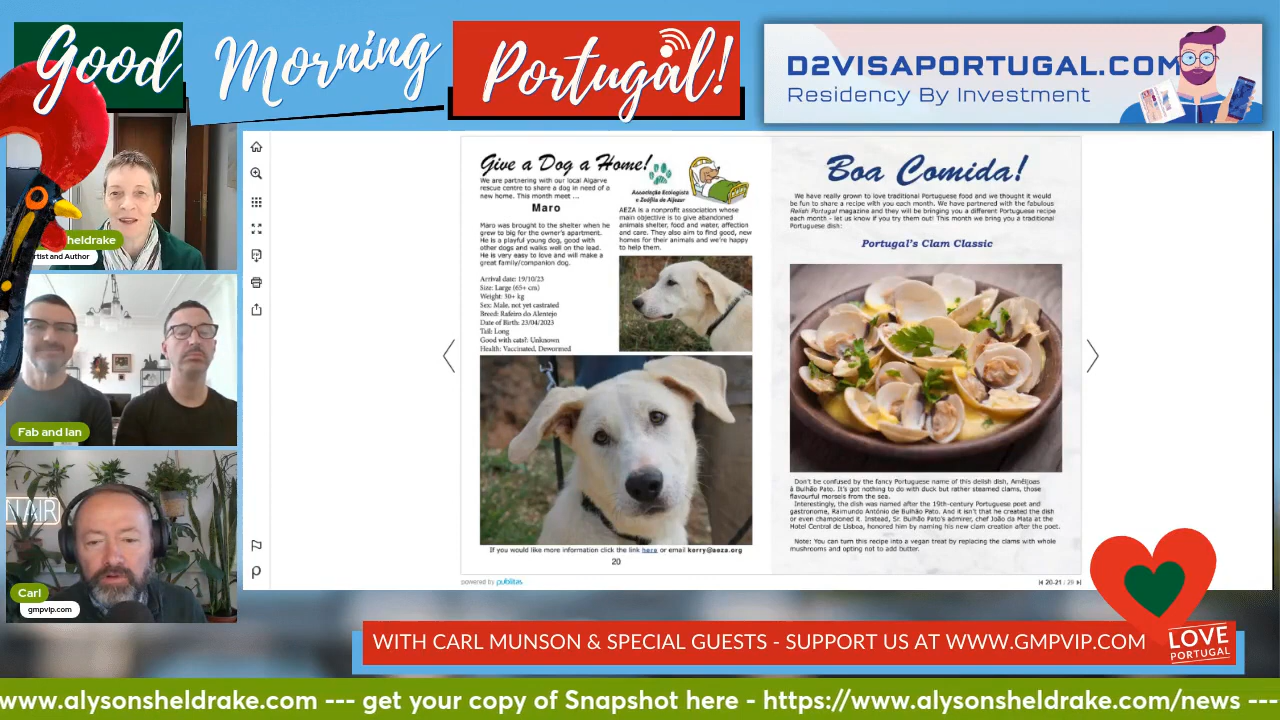 Good Morning Portugal!
D2VISAPORTUGAL.COM
Residency By Investment
heldrake
rtist and Author
Fab and Ian
NAIR
Carl
gmpvip.com
Give a Dog a Home!
We are partnering with our local Algarve
rescue centre to share a dog in need of a
new home. This month meet ...
Maro
Maro was brought to the shelter when he
grew to big for the owner's apartment.
He is a playful young dog, good with
other dogs and walks well on the lead.
He is very easy to love and will make a
great family/companion dog.
Arrival date: 19/10/23
Size: Large (65+ cm)
Weight: 30+ kg
Sex: Male, not yet castrated
Breed: Rafeiro do Alentejo
Date of Birth: 23/04/2023
Tail: Long
Good with cats?: Unknown
Health: Vaccinated, Dewormed
Associação Ecologista
e Zoófila de Aljezur
AEZA is a nonprofit association whose
main objective is to give abandoned
animals shelter, food and water, affection
and care. They also aim to find good, new
homes for their animals and we're happy
to help them.
If you would like more information click the link here or email kerry@aeza.org
20
Boa Comida!
We have really grown to love traditional Portuguese food and we thought it would
be fun to share a recipe with you each month. We have partnered with the fabulous
Relish Portugal magazine and they will be bringing you a different Portuguese recipe
each month - let us know if you try them out! This month we bring you a traditional
Portuguese dish:
Portugal's Clam Classic
Don't be confused by the fancy Portuguese name of this delish dish, Amêijoas
à Bulhão Pato. It's got nothing to do with duck but rather steamed clams, those
flavourful morsels from the sea.
Interestingly, the dish was named after the 19th-century Portuguese poet and
gastronome, Raimundo António de Bulhão Pato. And it isn't that he created the dish
or even championed it. Instead, Sr. Bulhão Pato's admirer, chef João da Mata at the
Hotel Central de Lisboa, honored him by naming his new clam creation after the poet.
Note: You can turn this recipe into a vegan treat by replacing the clams with whole
mushrooms and opting not to add butter.
powered by publitas
20-21 / 29
WITH CARL MUNSON & SPECIAL GUESTS - SUPPORT US AT WWW.GMPVIP.COM
LOVE
PORTUGAL
www.alysonsheldrake.com --- get your copy of Snapshot here - https://www.alysonsheldrake.com/news ---